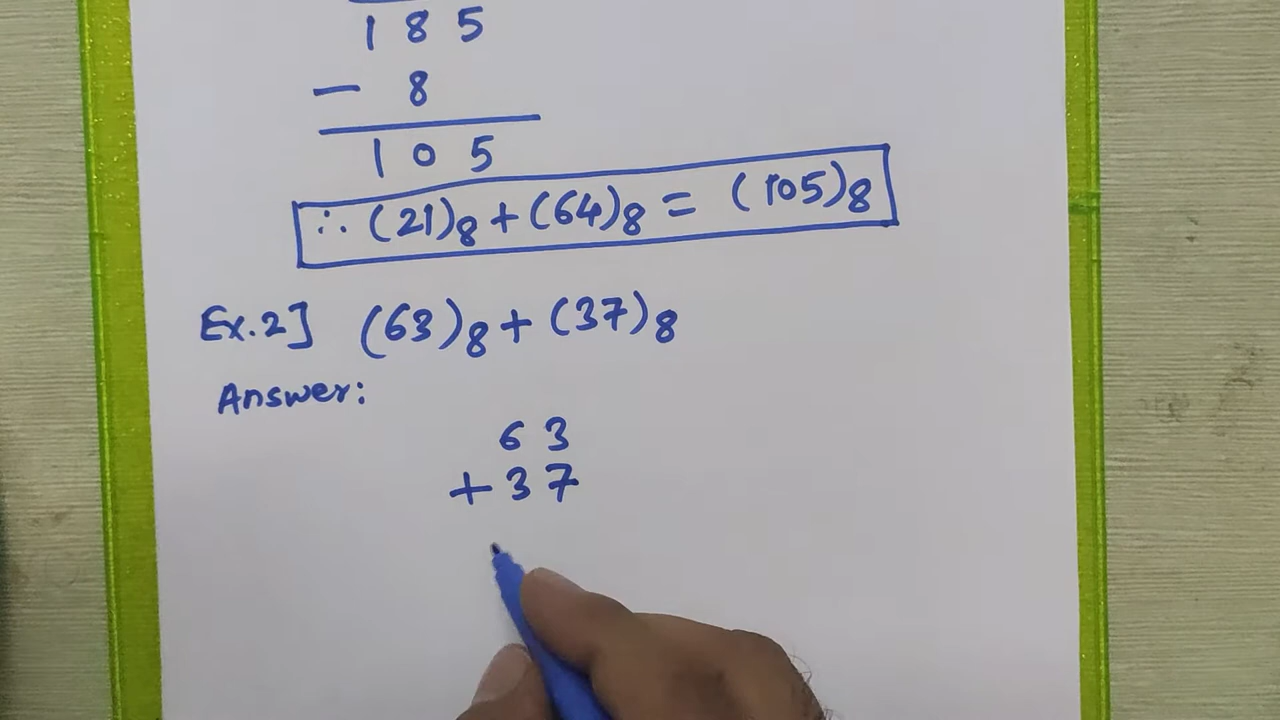 1 8 5
- 8
1 0 5
∴ (21)₈ + (64)₈ = (105)₈
Ex.2] (63)₈ + (37)₈
Answer:
6 3
+ 3 7